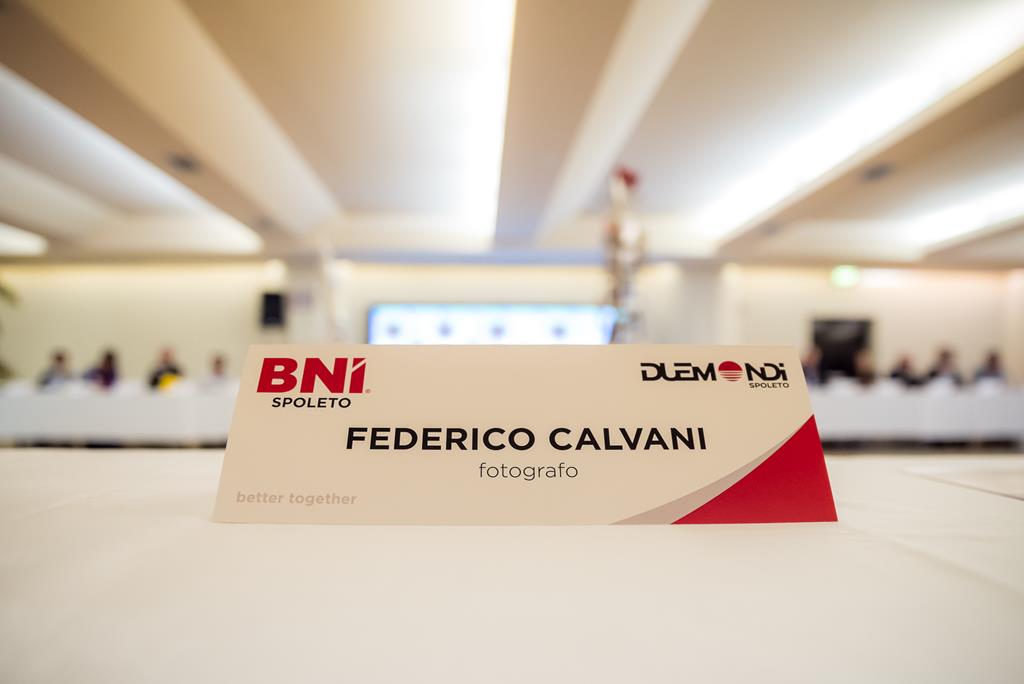 BNI®
SPOLETO
DUEMONDI
SPOLETO
FEDERICO CALVANI
fotografo
better together